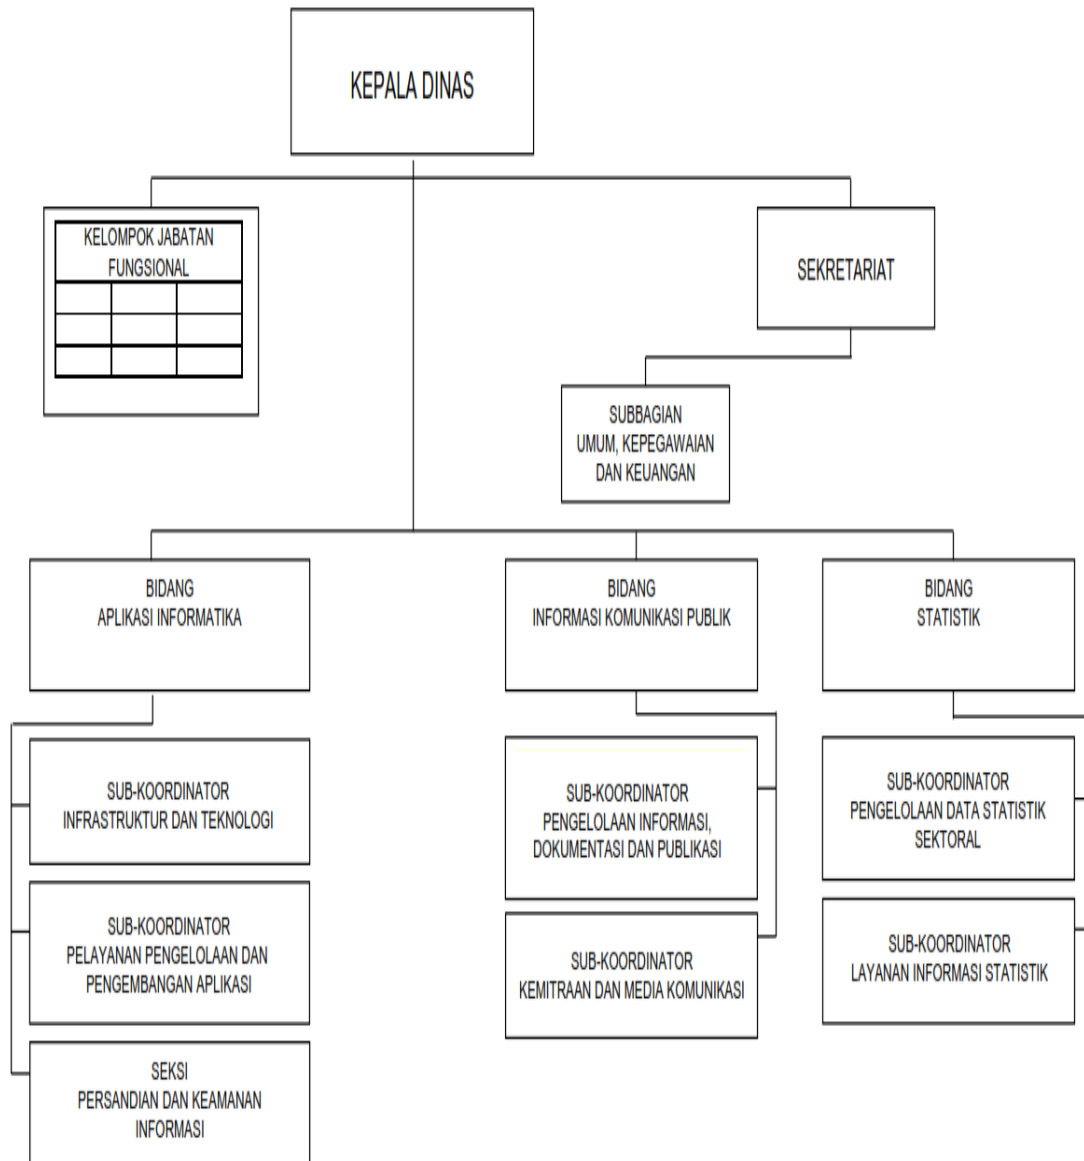 KEPALA DINAS
KELOMPOK JABATAN
FUNGSIONAL
SEKRETARIAT
SUBBAGIAN
UMUM, KEPEGAWAIAN
DAN KEUANGAN
BIDANG
APLIKASI INFORMATIKA
BIDANG
INFORMASI KOMUNIKASI PUBLIK
BIDANG
STATISTIK
SUB-KOORDINATOR
INFRASTRUKTUR DAN TEKNOLOGI
SUB-KOORDINATOR
PELAYANAN PENGELOLAAN DAN
PENGEMBANGAN APLIKASI
SEKSI
PERSANDIAN DAN KEAMANAN
INFORMASI
SUB-KOORDINATOR
PENGELOLAAN INFORMASI,
DOKUMENTASI DAN PUBLIKASI
SUB-KOORDINATOR
KEMITRAAN DAN MEDIA KOMUNIKASI
SUB-KOORDINATOR
PENGELOLAAN DATA STATISTIK
SEKTORAL
SUB-KOORDINATOR
LAYANAN INFORMASI STATISTIK